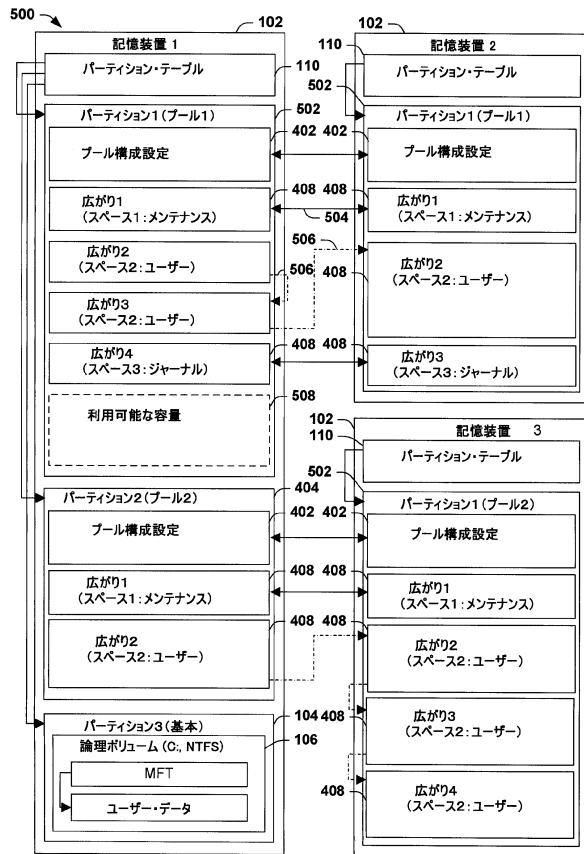 500
102
記憶装置 1
パーティション・テーブル
110
パーティション1(プール1)
502
プール構成設定
402
広がり1
(スペース1:メンテナンス)
408
504
広がり2
(スペース2:ユーザー)
506
広がり3
(スペース2:ユーザー)
506
広がり4
(スペース3:ジャーナル)
408
利用可能な容量
508
パーティション2(プール2)
404
プール構成設定
402
広がり1
(スペース1:メンテナンス)
408
広がり2
(スペース2:ユーザー)
408
パーティション3(基本)
104
論理ボリューム(C:, NTFS)
106
MFT
ユーザー・データ
102
記憶装置 2
110
パーティション・テーブル
502
パーティション1(プール1)
402
プール構成設定
408
広がり1
(スペース1:メンテナンス)
408
広がり2
(スペース2:ユーザー)
408
広がり3
(スペース3:ジャーナル)
102
記憶装置 3
110
パーティション・テーブル
502
パーティション1(プール2)
402
プール構成設定
408
広がり1
(スペース1:メンテナンス)
408
広がり2
(スペース2:ユーザー)
408
広がり3
(スペース2:ユーザー)
408
広がり4
(スペース2:ユーザー)